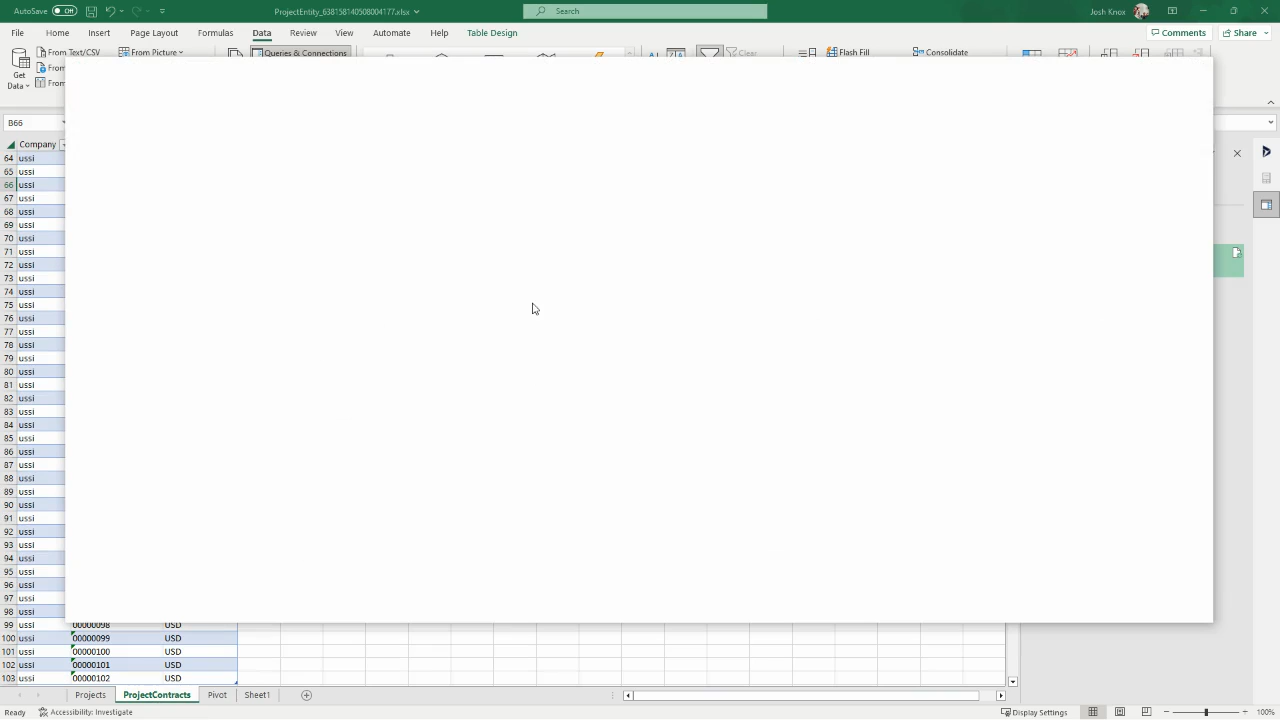 AutoSave Off ProjectEntity_638158140508004177.xlsx Search Josh Knox
File Home Insert Page Layout Formulas Data Review View Automate Help Table Design Comments Share
Get Data
From Text/CSV From Picture Queries & Connections Clear Flash Fill Consolidate
From
From
B66
Company
64 ussi
65 ussi
66 ussi
67 ussi
68 ussi
69 ussi
70 ussi
71 ussi
72 ussi
73 ussi
74 ussi
75 ussi
76 ussi
77 ussi
78 ussi
79 ussi
80 ussi
81 ussi
82 ussi
83 ussi
84 ussi
85 ussi
86 ussi
87 ussi
88 ussi
89 ussi
90 ussi
91 ussi
92 ussi
93 ussi
94 ussi
95 ussi
96 ussi
97 ussi
98 ussi
99 ussi 00000098 USD
100 ussi 00000099 USD
101 ussi 00000100 USD
102 ussi 00000101 USD
103 ussi 00000102 USD
Projects ProjectContracts Pivot Sheet1
Ready Accessibility: Investigate Display Settings 100%